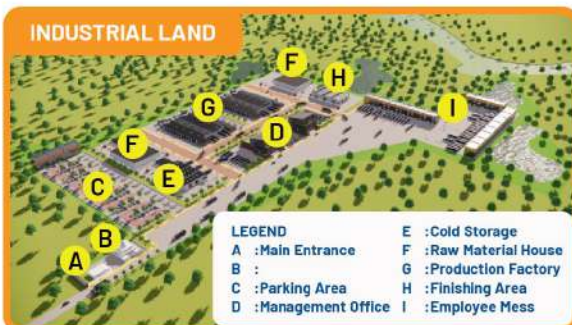 INDUSTRIAL LAND
F
H
G
I
D
F
E
C
B
A
LEGEND
A :Main Entrance
B :
C :Parking Area
D :Management Office
E :Cold Storage
F :Raw Material House
G :Production Factory
H :Finishing Area
I :Employee Mess